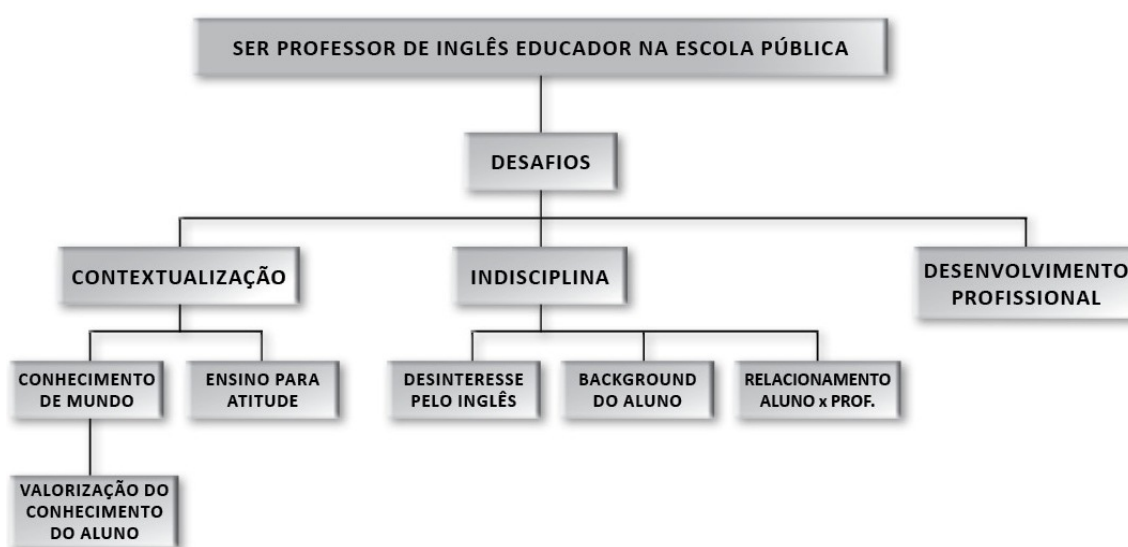 SER PROFESSOR DE INGLÊS EDUCADOR NA ESCOLA PÚBLICA
DESAFIOS
CONTEXTUALIZAÇÃO
INDISCIPLINA
DESENVOLVIMENTO
PROFISSIONAL
CONHECIMENTO
DE MUNDO
ENSINO PARA
ATITUDE
DESINTERESSE
PELO INGLÊS
BACKGROUND
DO ALUNO
RELACIONAMENTO
ALUNO x PROF.
VALORIZAÇÃO DO
CONHECIMENTO
DO ALUNO